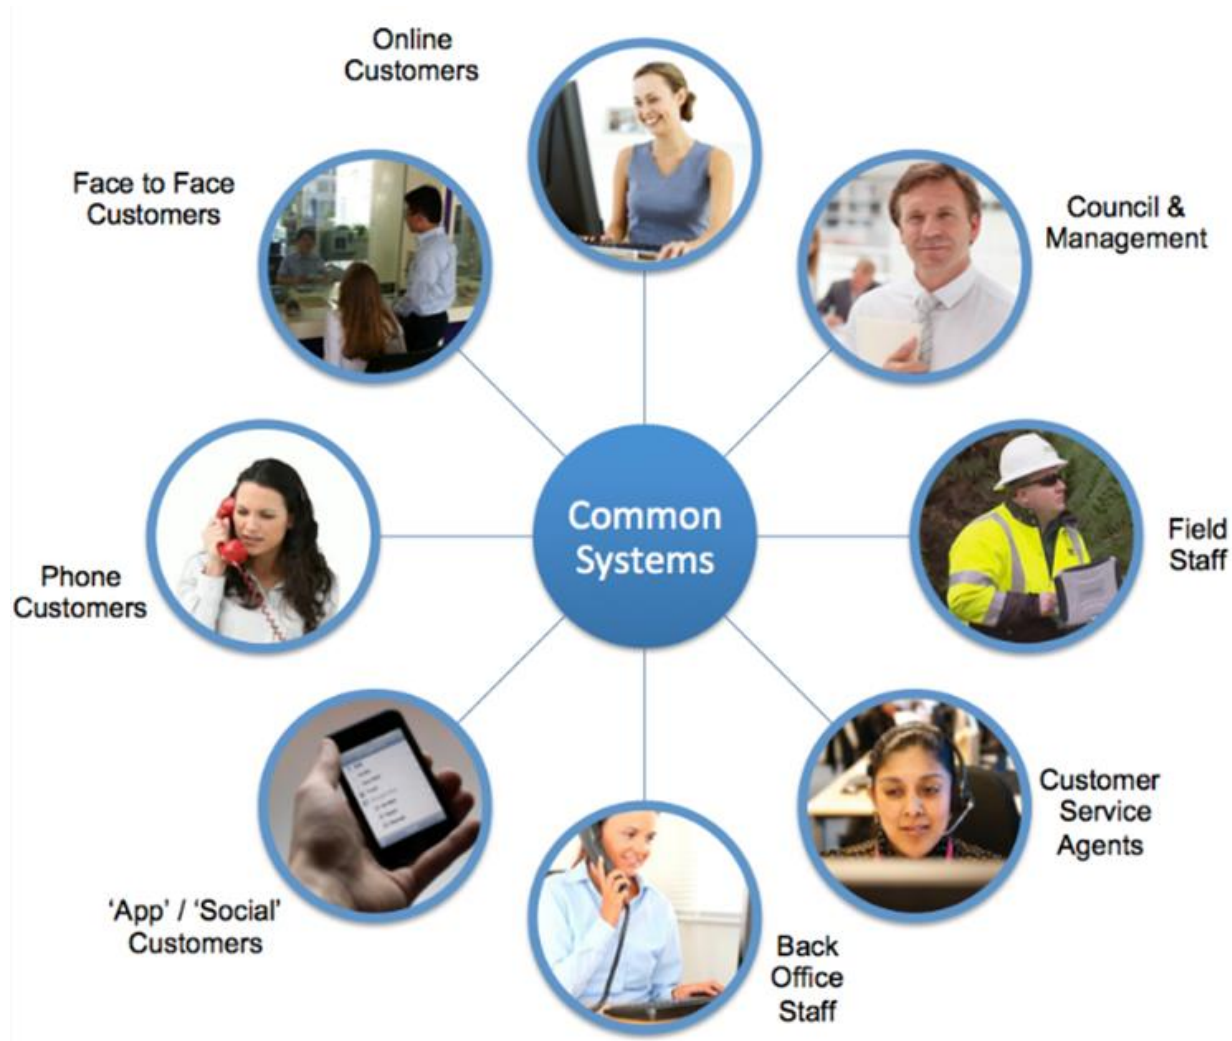 Online
Customers
Face to Face
Customers
Council &
Management
Common
Systems
Field
Staff
Phone
Customers
Customer
Service
Agents
‘App’ / ‘Social’
Customers
Back
Office
Staff